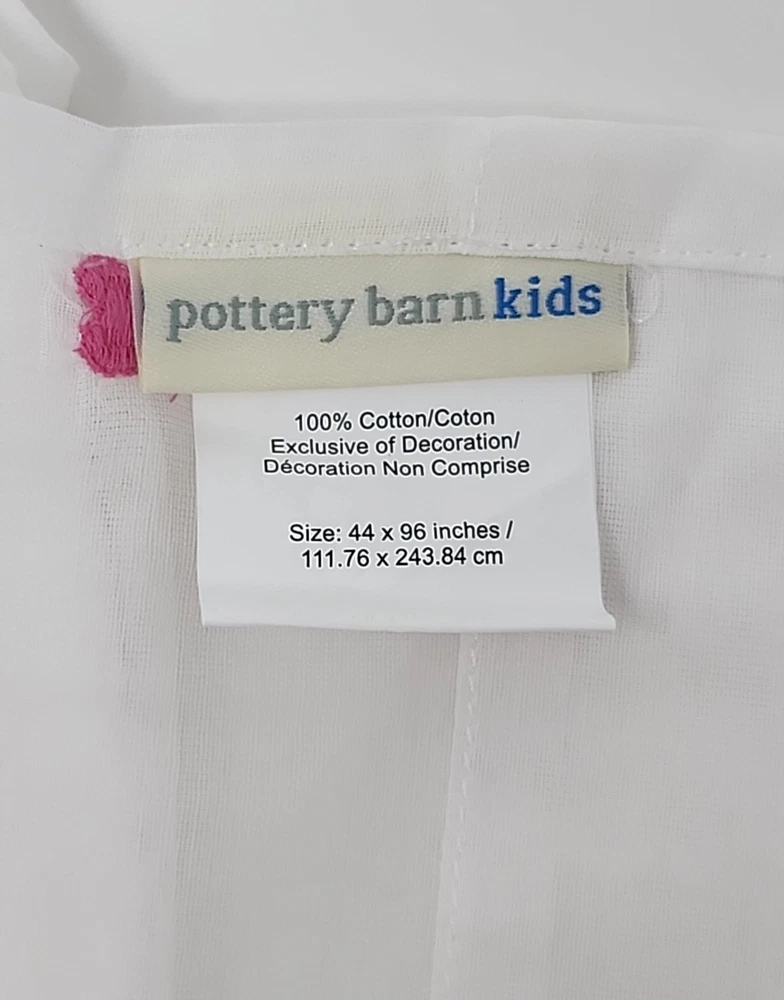 pottery barn kids
100% Cotton/Coton
Exclusive of Decoration/
Décoration Non Comprise
Size: 44 x 96 inches /
111.76 x 243.84 cm